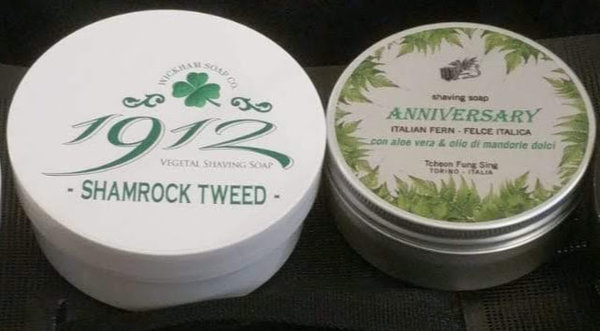 WICKHAM SOAP CO.
1912
VEGETAL SHAVING SOAP
- SHAMROCK TWEED -
shaving soap
ANNIVERSARY
ITALIAN FERN - FELCE ITALICA
con aloe vera & olio di mandorle dolci
Tcheon Fung Sing
TORINO - ITALIA